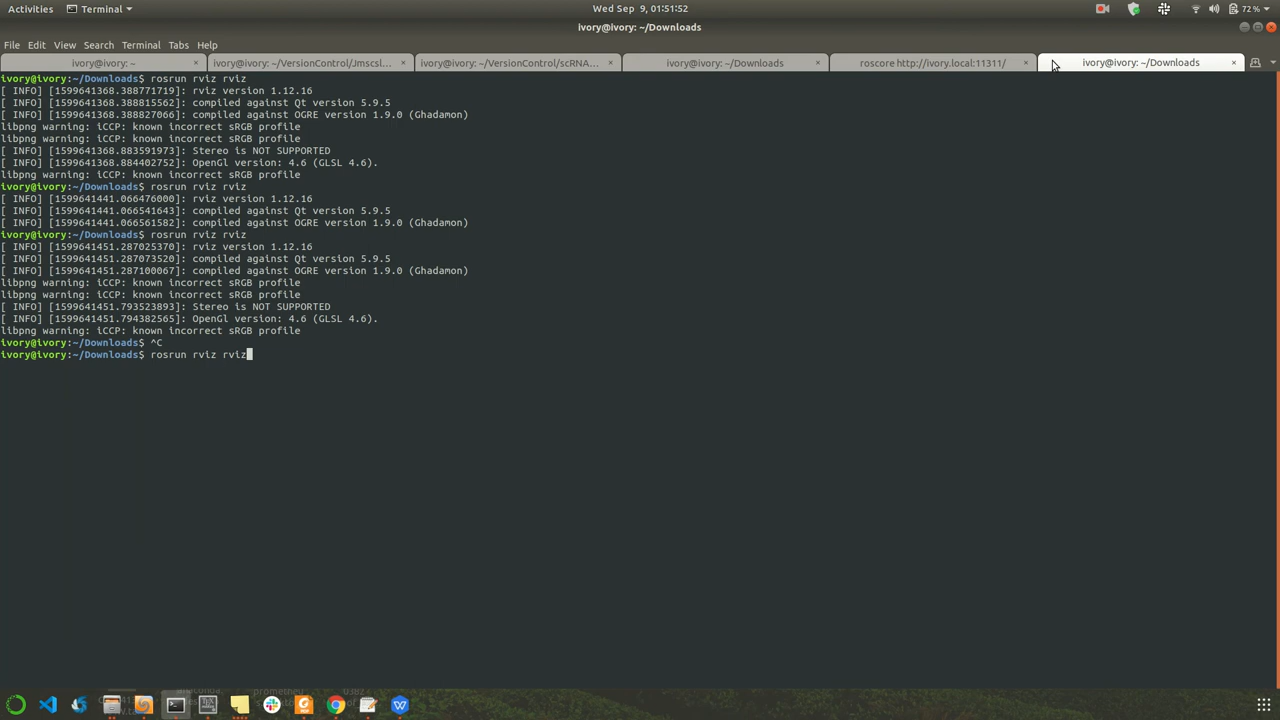 Activities Terminal Wed Sep 9, 01:51:52 72%
ivory@ivory: ~/Downloads
File Edit View Search Terminal Tabs Help
ivory@ivory: ~ ivory@ivory: ~/VersionControl/Jmscsl... ivory@ivory: ~/VersionControl/scRNA... ivory@ivory: ~/Downloads roscore http://ivory.local:11311/ ivory@ivory: ~/Downloads
ivory@ivory:~/Downloads$ rosrun rviz rviz
[ INFO] [1599641368.388771719]: rviz version 1.12.16
[ INFO] [1599641368.388815562]: compiled against Qt version 5.9.5
[ INFO] [1599641368.388827066]: compiled against OGRE version 1.9.0 (Ghadamon)
libpng warning: iCCP: known incorrect sRGB profile
libpng warning: iCCP: known incorrect sRGB profile
[ INFO] [1599641368.883591973]: Stereo is NOT SUPPORTED
[ INFO] [1599641368.884402752]: OpenGl version: 4.6 (GLSL 4.6).
libpng warning: iCCP: known incorrect sRGB profile
ivory@ivory:~/Downloads$ rosrun rviz rviz
[ INFO] [1599641441.066476000]: rviz version 1.12.16
[ INFO] [1599641441.066541643]: compiled against Qt version 5.9.5
[ INFO] [1599641441.066561582]: compiled against OGRE version 1.9.0 (Ghadamon)
ivory@ivory:~/Downloads$ rosrun rviz rviz
[ INFO] [1599641451.287025370]: rviz version 1.12.16
[ INFO] [1599641451.287073520]: compiled against Qt version 5.9.5
[ INFO] [1599641451.287100067]: compiled against OGRE version 1.9.0 (Ghadamon)
libpng warning: iCCP: known incorrect sRGB profile
libpng warning: iCCP: known incorrect sRGB profile
[ INFO] [1599641451.793523893]: Stereo is NOT SUPPORTED
[ INFO] [1599641451.794382565]: OpenGl version: 4.6 (GLSL 4.6).
libpng warning: iCCP: known incorrect sRGB profile
ivory@ivory:~/Downloads$ ^C
ivory@ivory:~/Downloads$ rosrun rviz rviz